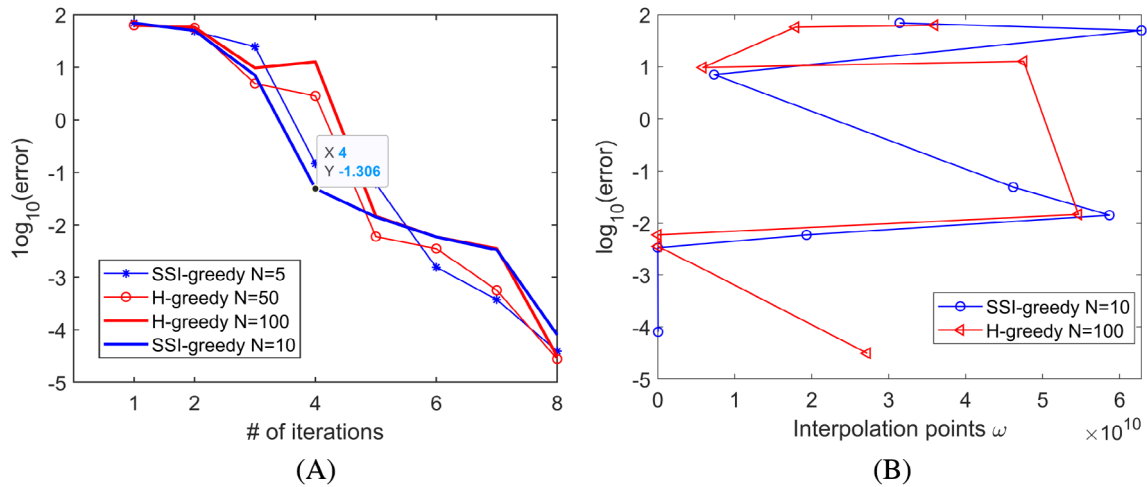 2
1
0
-1
-2
-3
-4
-5
1og10(error)
1
2
4
6
8
# of iterations
X 4
Y -1.306
SSI-greedy N=5
H-greedy N=50
H-greedy N=100
SSI-greedy N=10
(A)
2
1
0
-1
-2
-3
-4
-5
log10(error)
0
1
2
3
4
5
6
Interpolation points ω
×10^10
SSI-greedy N=10
H-greedy N=100
(B)